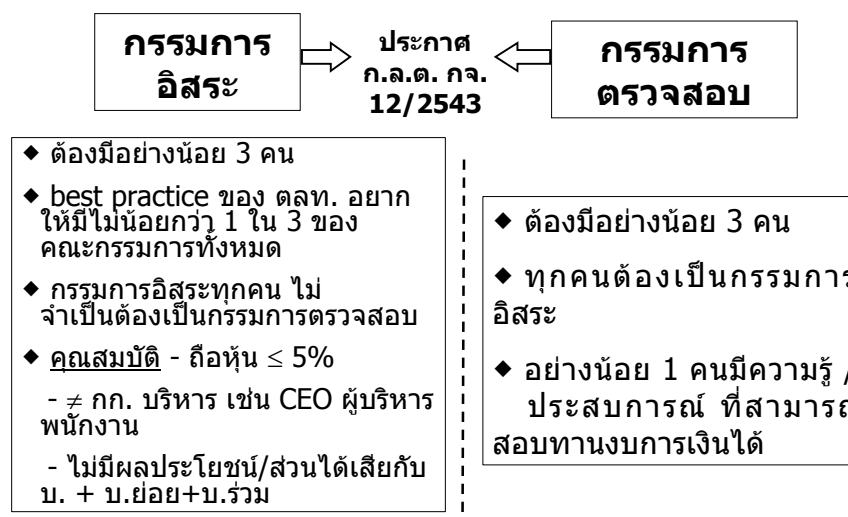 กรรมการ
อิสระ
ประกาศ
ก.ล.ต. กจ.
12/2543
กรรมการ
ตรวจสอบ
◆ ต้องมีอย่างน้อย 3 คน
◆ best practice ของ ตลท. อยาก
ให้มีไม่น้อยกว่า 1 ใน 3 ของ
คณะกรรมการทั้งหมด
◆ กรรมการอิสระทุกคน ไม่
จำเป็นต้องเป็นกรรมการตรวจสอบ
◆ คุณสมบัติ - ถือหุ้น ≤ 5%
- ≠ กก. บริหาร เช่น CEO ผู้บริหาร
พนักงาน
- ไม่มีผลประโยชน์/ส่วนได้เสียกับ
บ. + บ.ย่อย+บ.ร่วม
◆ ต้องมีอย่างน้อย 3 คน
◆ ทุกคนต้องเป็นกรรมการ
อิสระ
◆ อย่างน้อย 1 คนมีความรู้ /
ประสบการณ์ ที่สามารถ
สอบทานงบการเงินได้